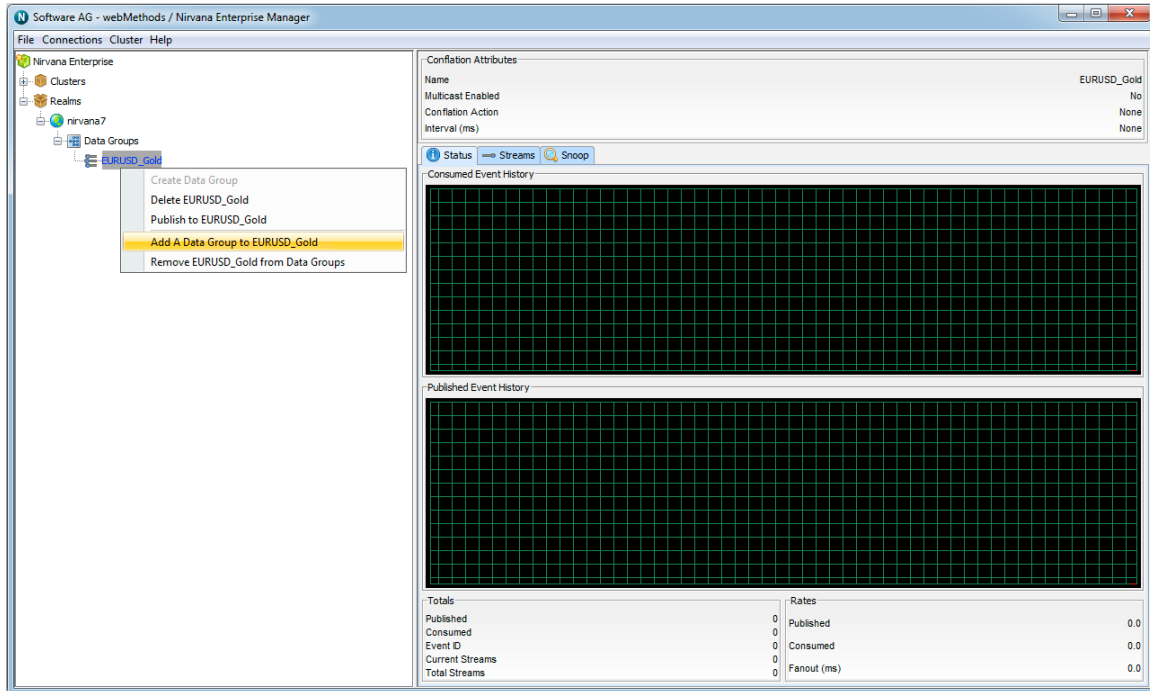 Software AG - webMethods / Nirvana Enterprise Manager
File Connections Cluster Help
Nirvana Enterprise
Clusters
Realms
nirvana7
Data Groups
EURUSD_Gold
Create Data Group
Delete EURUSD_Gold
Publish to EURUSD_Gold
Add A Data Group to EURUSD_Gold
Remove EURUSD_Gold from Data Groups
Conflation Attributes
Name EURUSD_Gold
Multicast Enabled No
Conflation Action None
Interval (ms) None
Status Streams Snoop
Consumed Event History
Published Event History
Totals
Published 0
Consumed 0
Event ID 0
Current Streams 0
Total Streams 0
Rates
Published 0.0
Consumed 0.0
Fanout (ms) 0.0